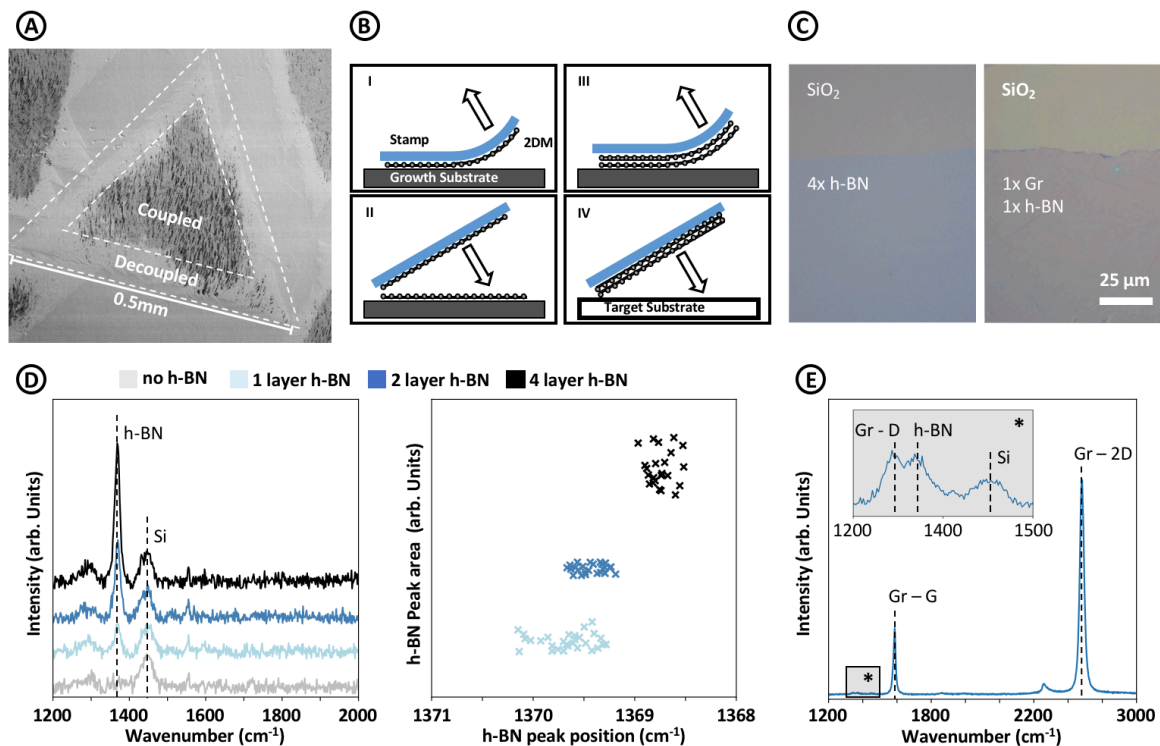 A
Coupled
Decoupled
0.5mm
B
I
Stamp
2DM
Growth Substrate
III
II
IV
Target Substrate
C
SiO2
4x h-BN
SiO2
1x Gr
1x h-BN
25 µm
D
no h-BN
1 layer h-BN
2 layer h-BN
4 layer h-BN
h-BN
Si
Intensity (arb. Units)
1200 1400 1600 1800 2000
Wavenumber (cm-1)
h-BN Peak area (arb. Units)
1371 1370 1369 1368
h-BN peak position (cm-1)
E
*
Gr - D
h-BN
Si
1200 1400 1500
Gr – 2D
Gr – G
*
Intensity (arb. Units)
1200 1800 2200 3000
Wavenumber (cm-1)